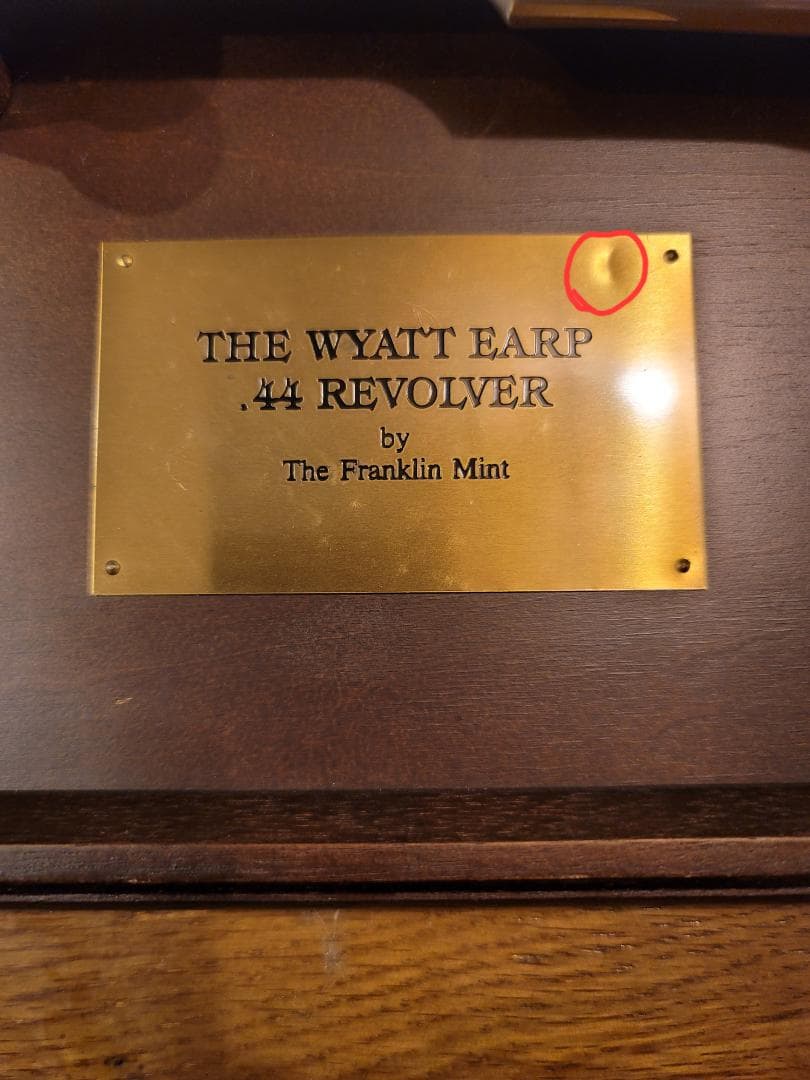 THE WYATT EARP
.44 REVOLVER
by
The Franklin Mint